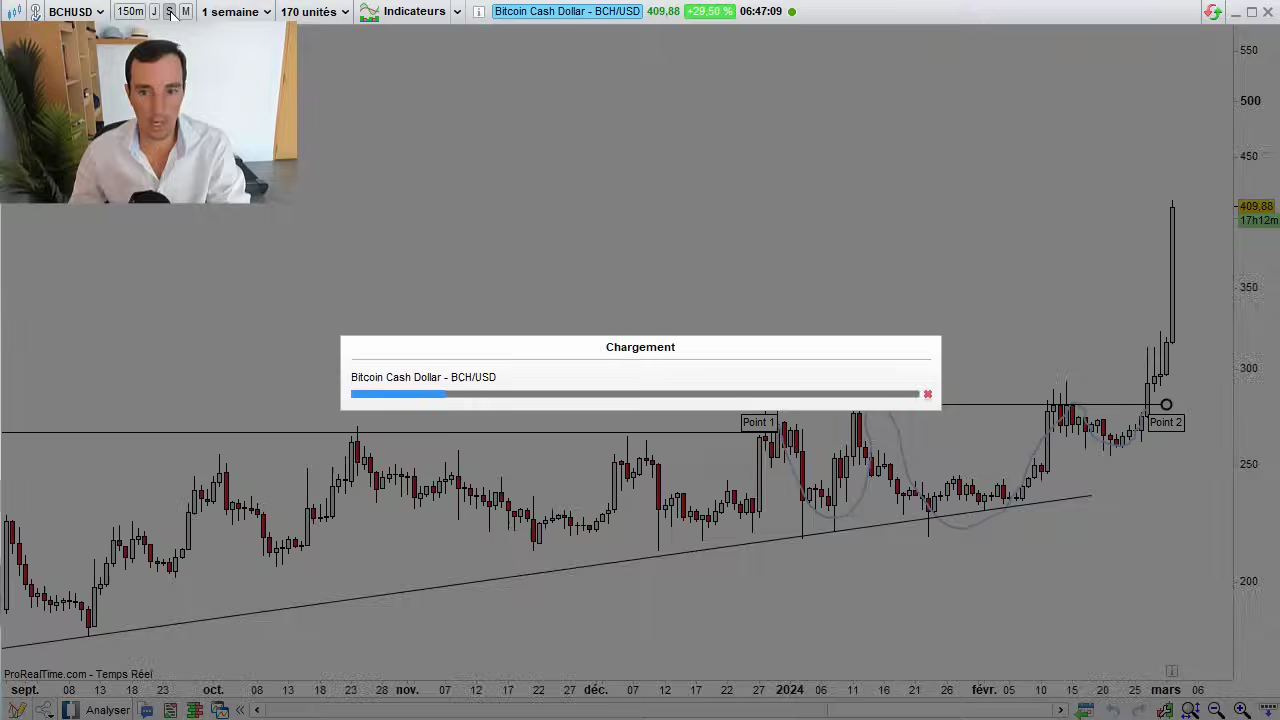 BCHUSD 150m J S M 1 semaine 170 unités Indicateurs Bitcoin Cash Dollar - BCH/USD 409,88 +29,50 % 06:47:09
550
500
450
409,88
17h12m
350
300
250
200
Chargement
Bitcoin Cash Dollar - BCH/USD
Point 1
Point 2
ProRealTime.com - Temps Réel
sept. 08 13 18 23 oct. 08 13 18 23 28 nov. 07 12 17 22 27 déc. 07 12 17 22 27 2024 06 11 16 21 26 févr. 05 10 15 20 25 mars 06
Analyser